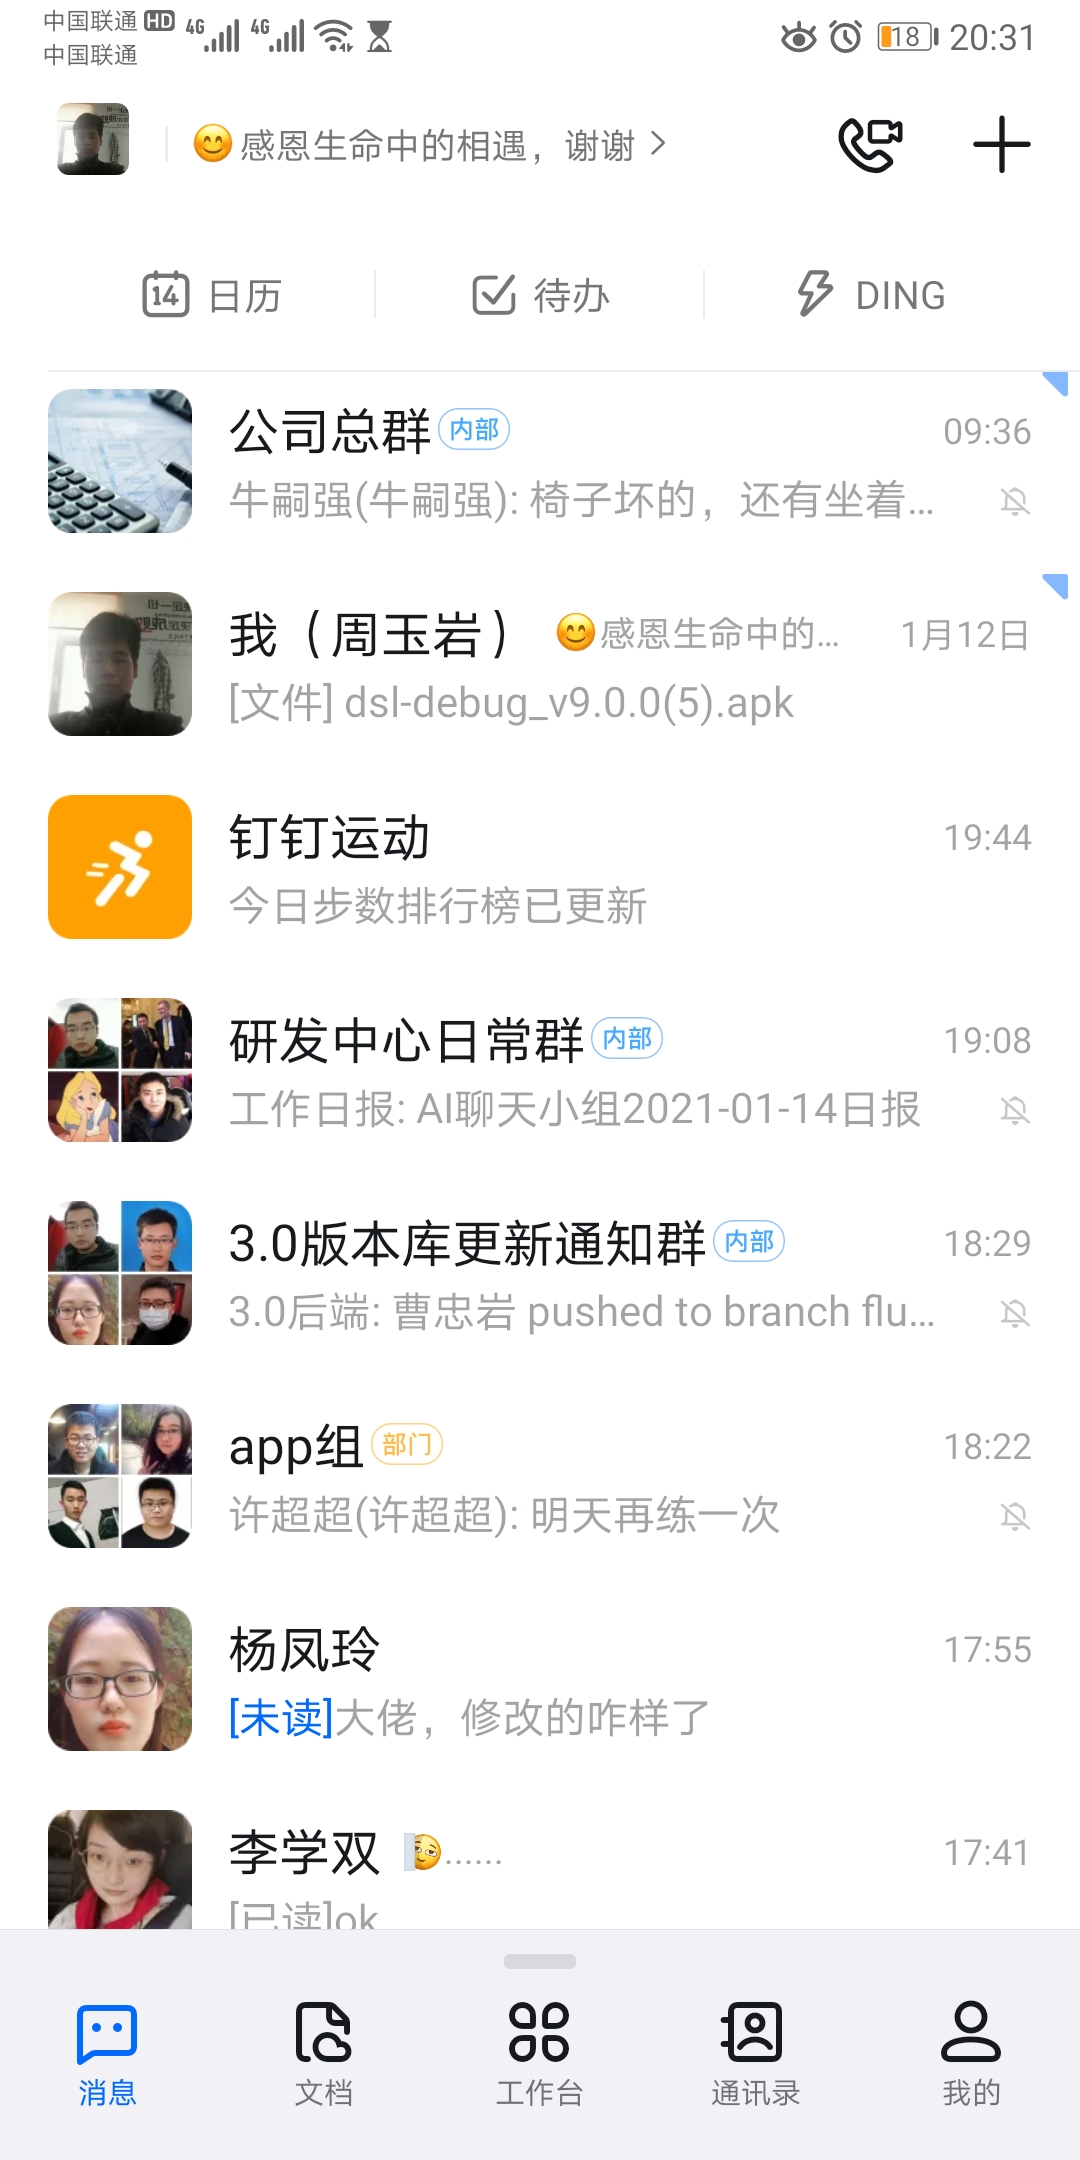 中国联通 HD 4G 4G 18 20:31
中国联通
😊 感恩生命中的相遇，谢谢 >
14 日历 待办 DING
公司总群 内部 09:36
牛嗣强(牛嗣强): 椅子坏的，还有坐着...
我（周玉岩） 😊感恩生命中的... 1月12日
[文件] dsl-debug_v9.0.0(5).apk
钉钉运动 19:44
今日步数排行榜已更新
研发中心日常群 内部 19:08
工作日报: AI聊天小组2021-01-14日报
3.0版本库更新通知群 内部 18:29
3.0后端: 曹忠岩 pushed to branch flu...
app组 部门 18:22
许超超(许超超): 明天再练一次
杨凤玲 17:55
[未读]大佬，修改的咋样了
李学双 ...... 17:41
[已读]ok
消息 文档 工作台 通讯录 我的